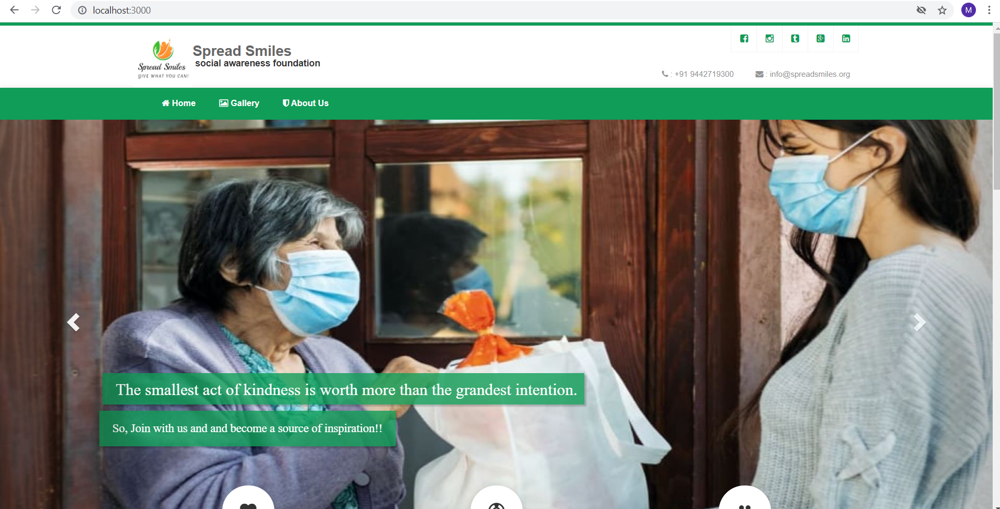 localhost:3000
M
Spread Smiles
GIVE WHAT YOU CAN!
Spread Smiles
social awareness foundation
: +91 9442719300
: info@spreadsmiles.org
Home
Gallery
About Us
The smallest act of kindness is worth more than the grandest intention.
So, Join with us and and become a source of inspiration!!